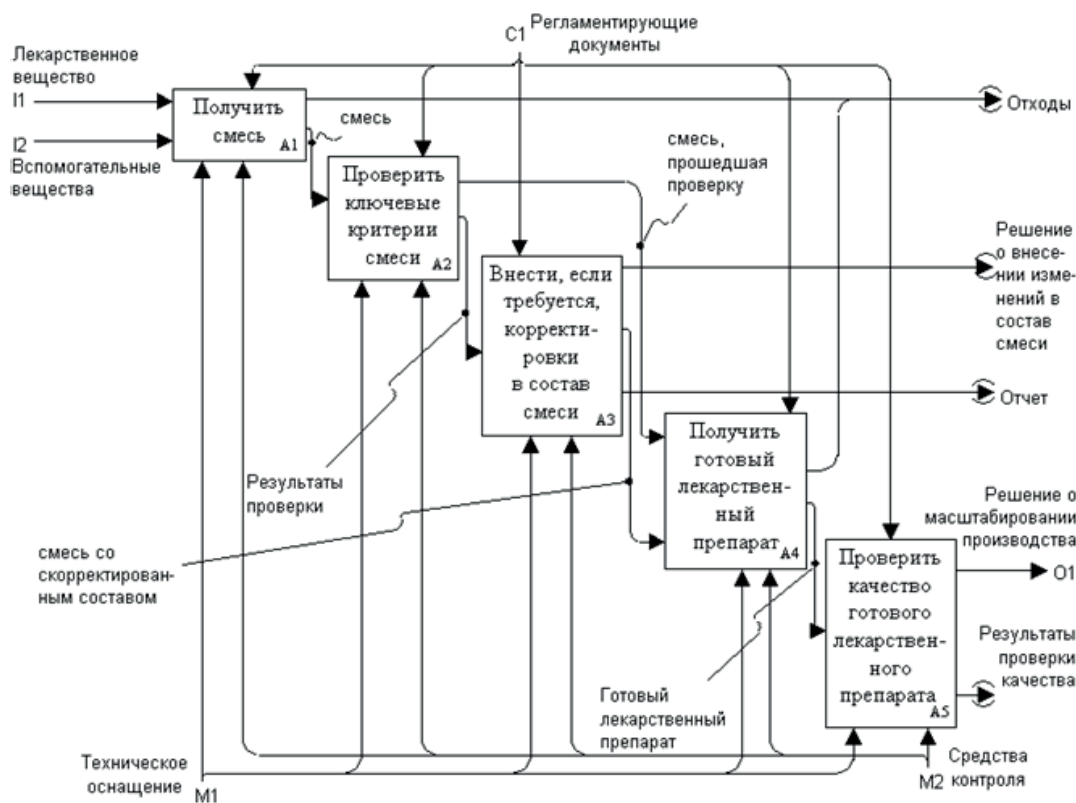 C1
Регламентирующие
документы
Лекарственное
вещество
I1
I2
Вспомогательные
вещества
Получить
смесь
A1
смесь
Отходы
Проверить
ключевые
критерии
смеси
A2
смесь,
прошедшая
проверку
Внести, если
требуется,
корректи-
ровки
в состав
смеси
A3
Решение
о внесе-
нии изме-
нений в
состав
смеси
Отчет
Результаты
проверки
Получить
готовый
лекарствен-
ный
препарат
A4
смесь со
скорректирован-
ным составом
Решение о
масштабировании
производства
O1
Проверить
качество
готового
лекарствен-
ного
препарата
A5
Результаты
проверки
качества
Готовый
лекарственный
препарат
Техническое
оснащение
M1
Средства
контроля
M2